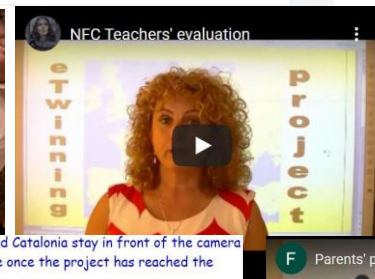 NFC Teachers' evaluation
eTwinning
project
d Catalonia stay in front of the camera
e once the project has reached the
F Parents' p